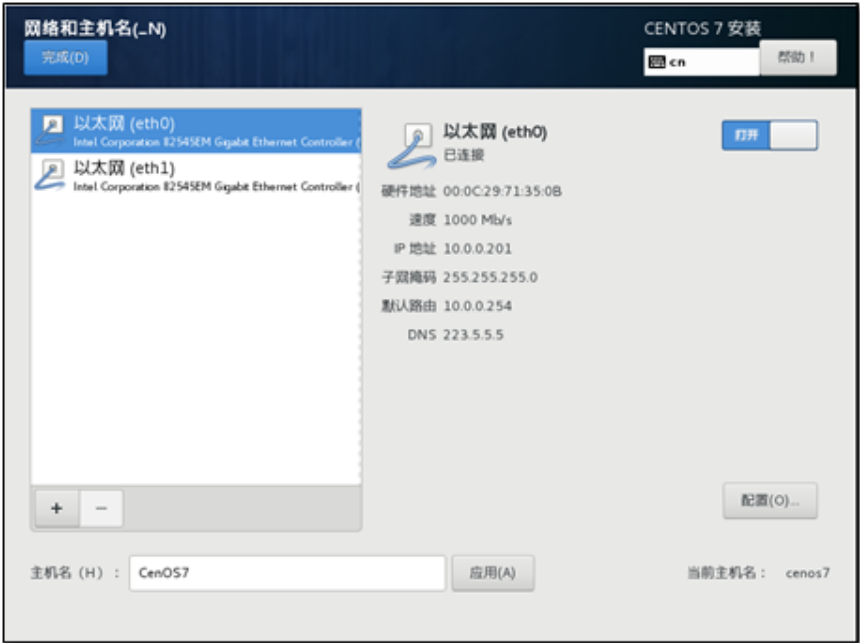 网络和主机名(_N)
CENTOS 7 安装
完成(D)
cn
帮助！
以太网 (eth0)
Intel Corporation 82545EM Gigabit Ethernet Controller (
以太网 (eth1)
Intel Corporation 82545EM Gigabit Ethernet Controller (
以太网 (eth0)
已连接
打开
硬件地址 00:0C:29:71:35:0B
速度 1000 Mb/s
IP 地址 10.0.0.201
子网掩码 255.255.255.0
默认路由 10.0.0.254
DNS 223.5.5.5
+
−
配置(O)...
主机名 (H) ： CenOS7
应用(A)
当前主机名： cenos7